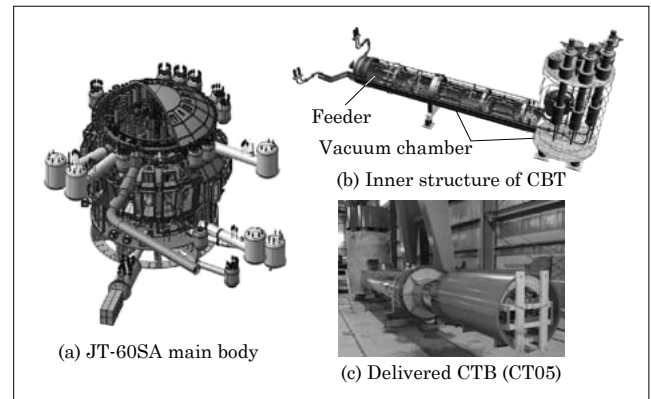 Feeder
Vacuum chamber
(b) Inner structure of CBT
(a) JT-60SA main body
(c) Delivered CTB (CT05)